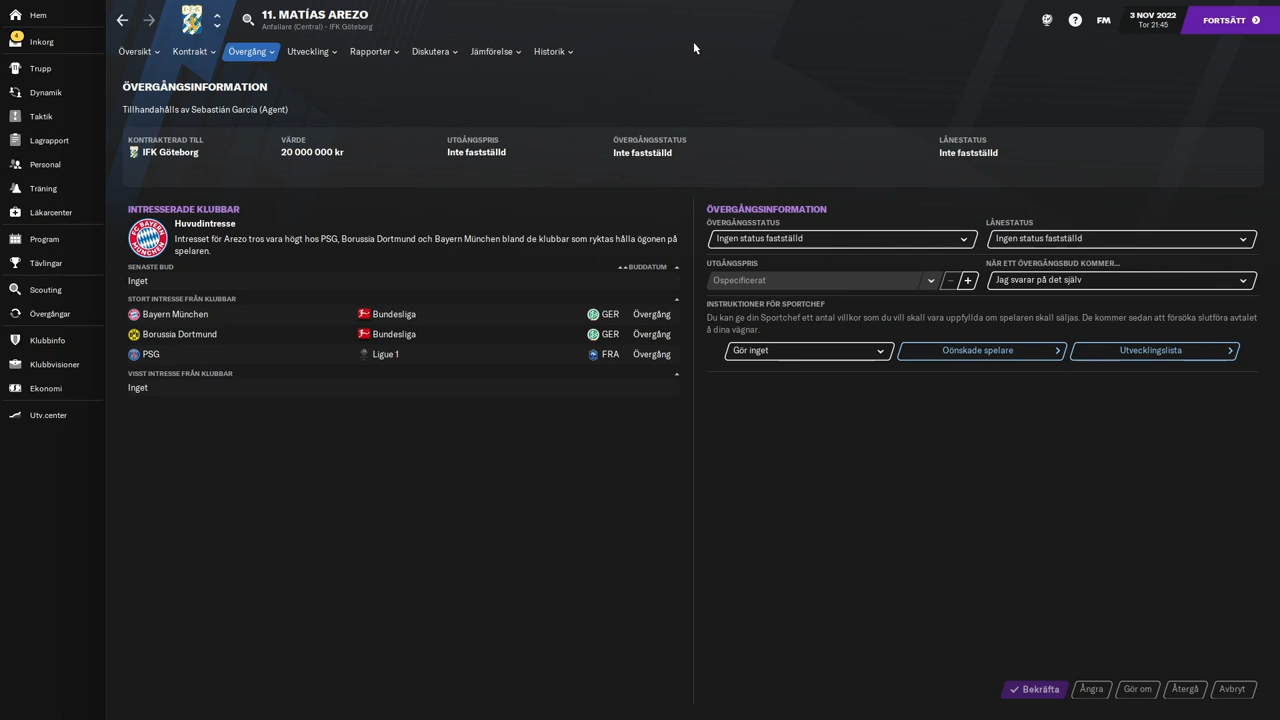 Hem
4
Inkorg
Trupp
Dynamik
Taktik
Lagrapport
Personal
Träning
Läkarcenter
Program
Tävlingar
Scouting
Övergångar
Klubbinfo
Klubbvisioner
Ekonomi
Utv.center
11. MATÍAS AREZO
Anfallare (Central) - IFK Göteborg
FM
3 NOV 2022
Tor 21:45
FORTSÄTT
Översikt
Kontrakt
Övergång
Utveckling
Rapporter
Diskutera
Jämförelse
Historik
ÖVERGÅNGSINFORMATION
Tillhandahålls av Sebastián García (Agent)
KONTRAKTERAD TILL
IFK Göteborg
VÄRDE
20 000 000 kr
UTGÅNGSPRIS
Inte fastställd
ÖVERGÅNGSSTATUS
Inte fastställd
LÅNESTATUS
Inte fastställd
INTRESSERADE KLUBBAR
Huvudintresse
Intresset för Arezo tros vara högt hos PSG, Borussia Dortmund och Bayern München bland de klubbar som ryktas hålla ögonen på
spelaren.
SENASTE BUD
BUDDATUM
Inget
STORT INTRESSE FRÅN KLUBBAR
Bayern München Bundesliga GER Övergång
Borussia Dortmund Bundesliga GER Övergång
PSG Ligue 1 FRA Övergång
VISST INTRESSE FRÅN KLUBBAR
Inget
ÖVERGÅNGSINFORMATION
ÖVERGÅNGSSTATUS
Ingen status fastställd
LÅNESTATUS
Ingen status fastställd
UTGÅNGSPRIS
Ospecificerat
NÄR ETT ÖVERGÅNGSBUD KOMMER...
Jag svarar på det själv
INSTRUKTIONER FÖR SPORTCHEF
Du kan ge din Sportchef ett antal villkor som du vill skall vara uppfyllda om spelaren skall säljas. De kommer sedan att försöka slutföra avtalet
å dina vägnar.
Gör inget
Oönskade spelare
Utvecklingslista
Bekräfta
Ångra
Gör om
Återgå
Avbryt